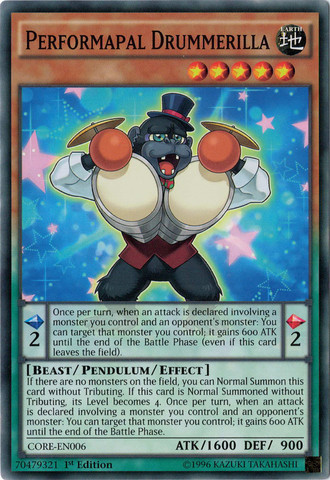 PERFORMAPAL DRUMMERILLA
EARTH
地
Once per turn, when an attack is declared involving a
monster you control and an opponent's monster: You
can target that monster you control; it gains 600 ATK
until the end of the Battle Phase (even if this card
leaves the field).
2
2
[BEAST / PENDULUM / EFFECT]
If there are no monsters on the field, you can Normal Summon this
card without Tributing. If this card is Normal Summoned without
Tributing, its Level becomes 4. Once per turn, when an attack
is declared involving a monster you control and an opponent's
monster: You can target that monster you control; it gains 600 ATK
until the end of the Battle Phase.
CORE-EN006
ATK/1600 DEF/ 900
70479321
1st Edition
©1996 KAZUKI TAKAHASHI